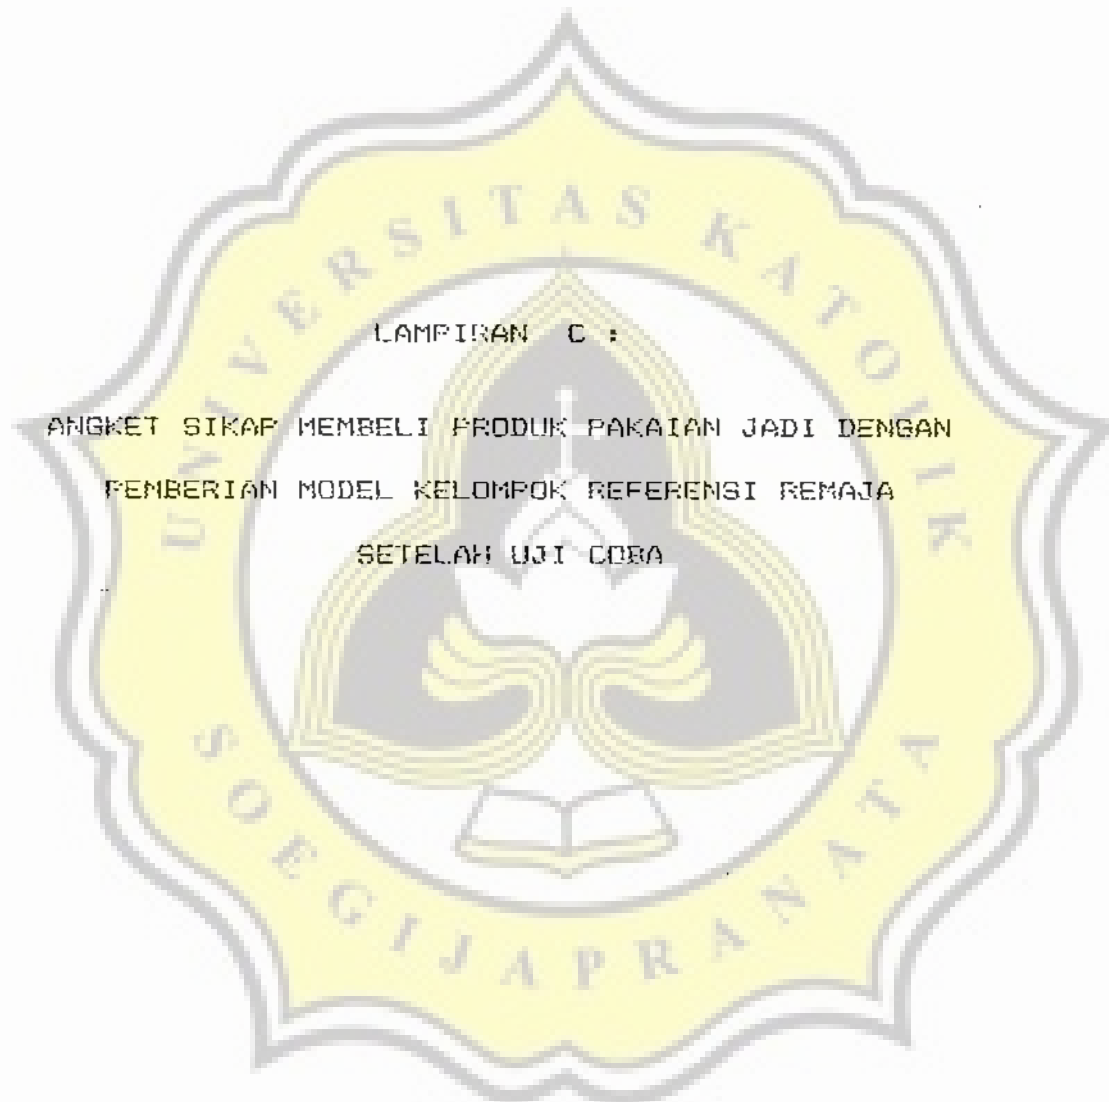 UNIVERSITAS KATOLIK
LAMPIRAN C :
ANGKET SIKAP MEMBELI PRODUK PAKAIAN JADI DENGAN
PEMBERIAN MODEL KELOMPOK REFERENSI REMAJA
SETELAH UJI COBA
SOEGIJAPRANATA